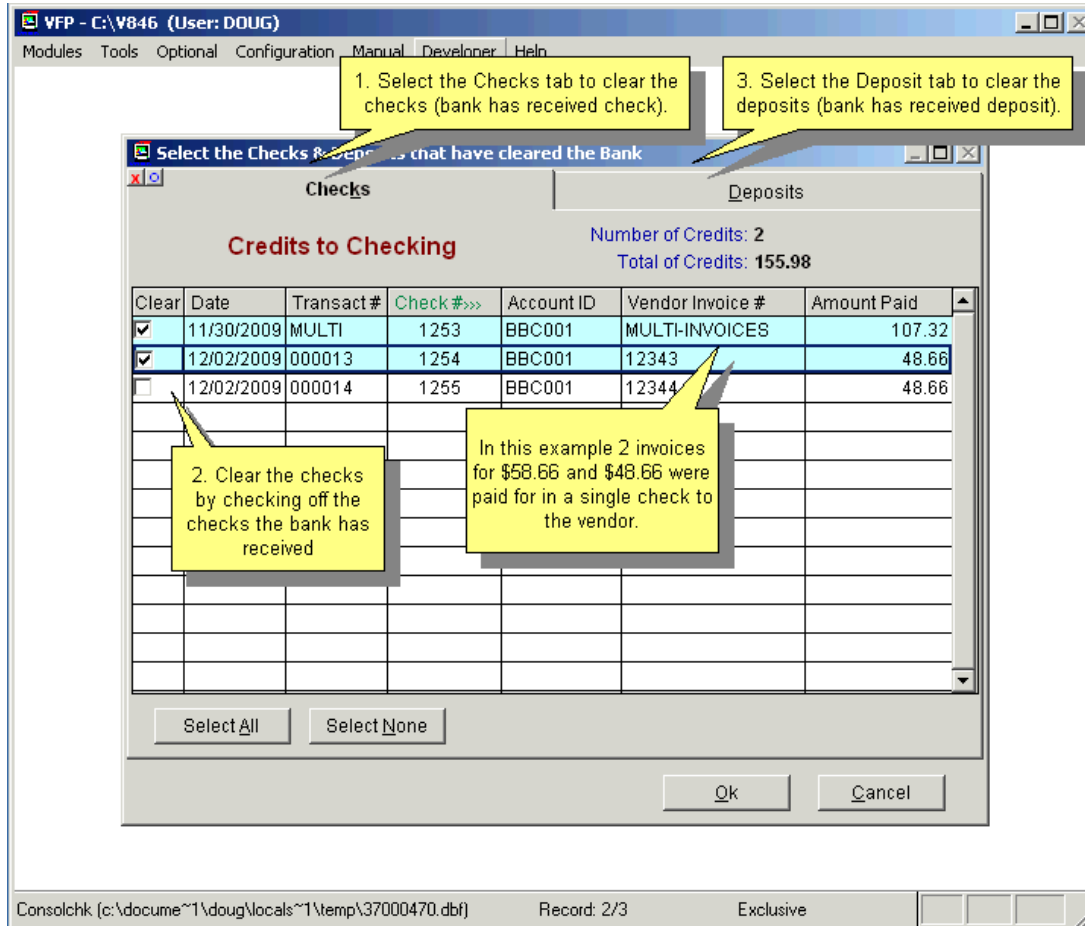 VFP - C:\V846 (User: DOUG)
Modules Tools Optional Configuration Manual Developer Help
1. Select the Checks tab to clear the
checks (bank has received check).
3. Select the Deposit tab to clear the
deposits (bank has received deposit).
Select the Checks & Deposits that have cleared the Bank
Checks
Deposits
Credits to Checking
Number of Credits: 2
Total of Credits: 155.98
Clear Date Transact # Check #>>> Account ID Vendor Invoice # Amount Paid
11/30/2009 MULTI 1253 BBC001 MULTI-INVOICES 107.32
12/02/2009 000013 1254 BBC001 12343 48.66
12/02/2009 000014 1255 BBC001 12344 48.66
2. Clear the checks
by checking off the
checks the bank has
received
In this example 2 invoices
for $58.66 and $48.66 were
paid for in a single check to
the vendor.
Select All Select None
Ok Cancel
Consolchk (c:\docume~1\doug\locals~1\temp\37000470.dbf) Record: 2/3 Exclusive